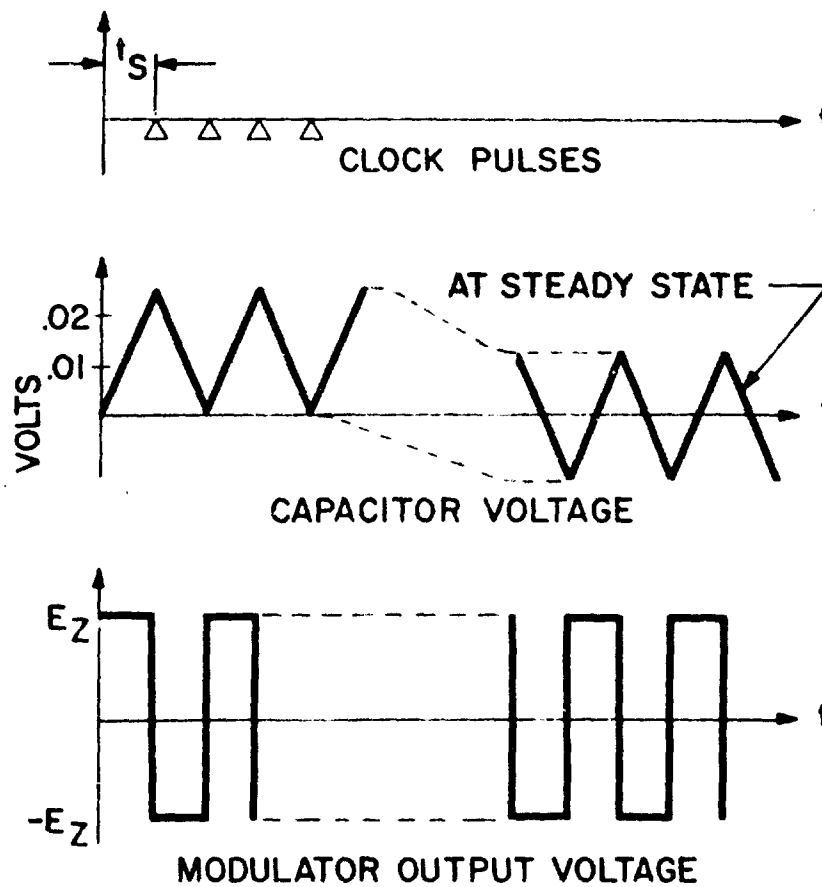 tS
t
CLOCK PULSES
AT STEADY STATE
.02
.01
VOLTS
CAPACITOR VOLTAGE
EZ
t
-EZ
MODULATOR OUTPUT VOLTAGE